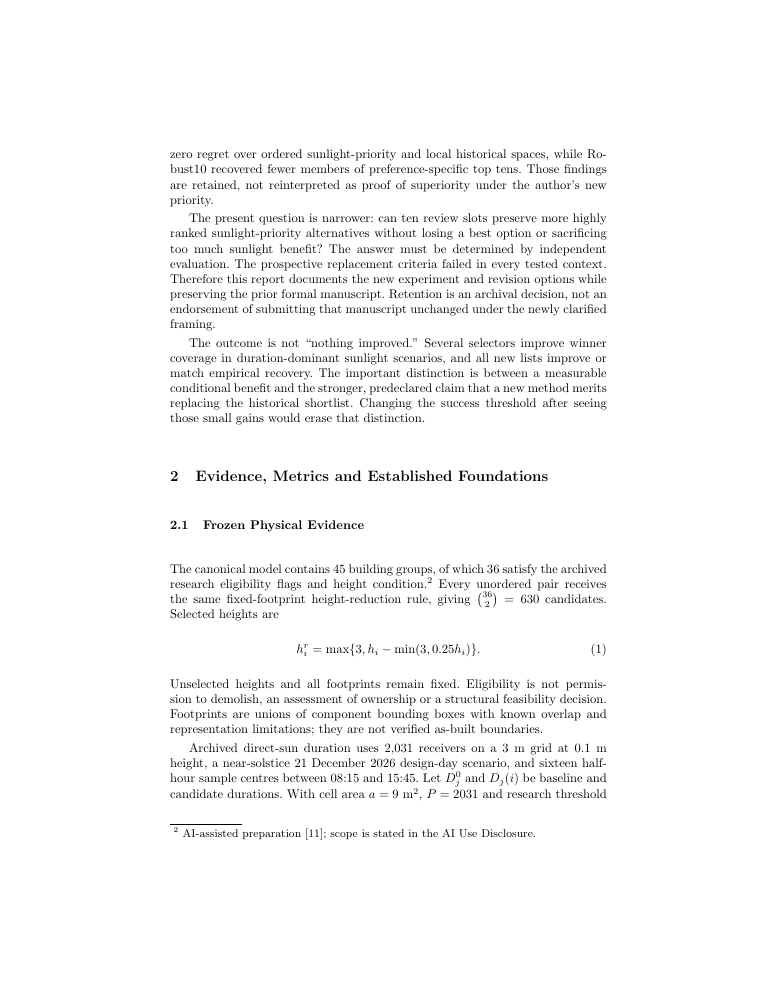 zero regret over ordered sunlight-priority and local historical spaces, while Ro-
bust10 recovered fewer members of preference-specific top tens. Those findings
are retained, not reinterpreted as proof of superiority under the author's new
priority.
The present question is narrower: can ten review slots preserve more highly
ranked sunlight-priority alternatives without losing a best option or sacrificing
too much sunlight benefit? The answer must be determined by independent
evaluation. The prospective replacement criteria failed in every tested context.
Therefore this report documents the new experiment and revision options while
preserving the prior formal manuscript. Retention is an archival decision, not an
endorsement of submitting that manuscript unchanged under the newly clarified
framing.
The outcome is not “nothing improved.” Several selectors improve winner
coverage in duration-dominant sunlight scenarios, and all new lists improve or
match empirical recovery. The important distinction is between a measurable
conditional benefit and the stronger, predeclared claim that a new method merits
replacing the historical shortlist. Changing the success threshold after seeing
those small gains would erase that distinction.
2 Evidence, Metrics and Established Foundations
2.1 Frozen Physical Evidence
The canonical model contains 45 building groups, of which 36 satisfy the archived
research eligibility flags and height condition.² Every unordered pair receives
the same fixed-footprint height-reduction rule, giving \binom{36}{2} = 630 candidates.
Selected heights are
h_i^r = max{3, h_i − min(3, 0.25h_i)}. (1)
Unselected heights and all footprints remain fixed. Eligibility is not permis-
sion to demolish, an assessment of ownership or a structural feasibility decision.
Footprints are unions of component bounding boxes with known overlap and
representation limitations; they are not verified as-built boundaries.
Archived direct-sun duration uses 2,031 receivers on a 3 m grid at 0.1 m
height, a near-solstice 21 December 2026 design-day scenario, and sixteen half-
hour sample centres between 08:15 and 15:45. Let D_j^0 and D_j(i) be baseline and
candidate durations. With cell area a = 9 m², P = 2031 and research threshold
² AI-assisted preparation [11]; scope is stated in the AI Use Disclosure.